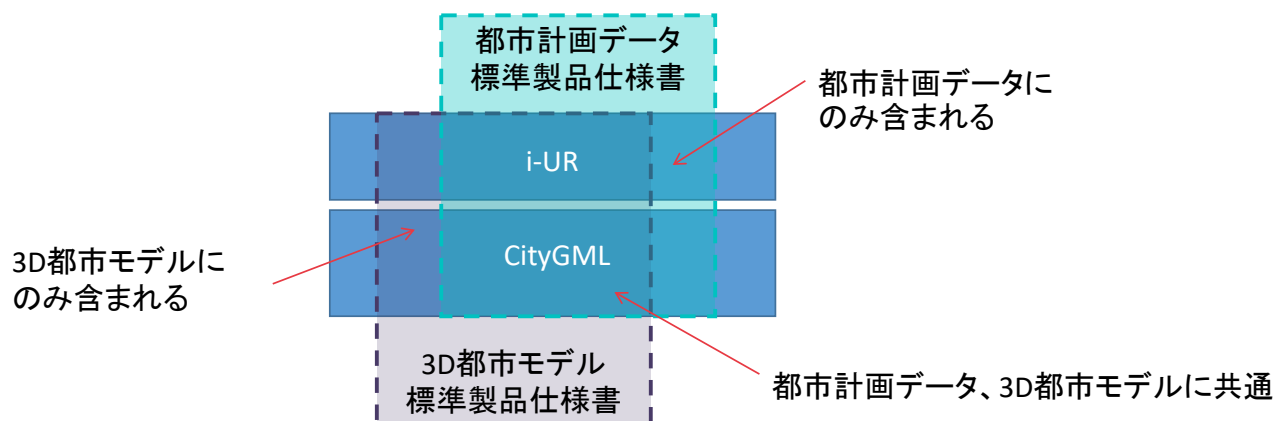 都市計画データ
標準製品仕様書
都市計画データに
のみ含まれる
i-UR
3D都市モデルに
のみ含まれる
CityGML
3D都市モデル
標準製品仕様書
都市計画データ、3D都市モデルに共通